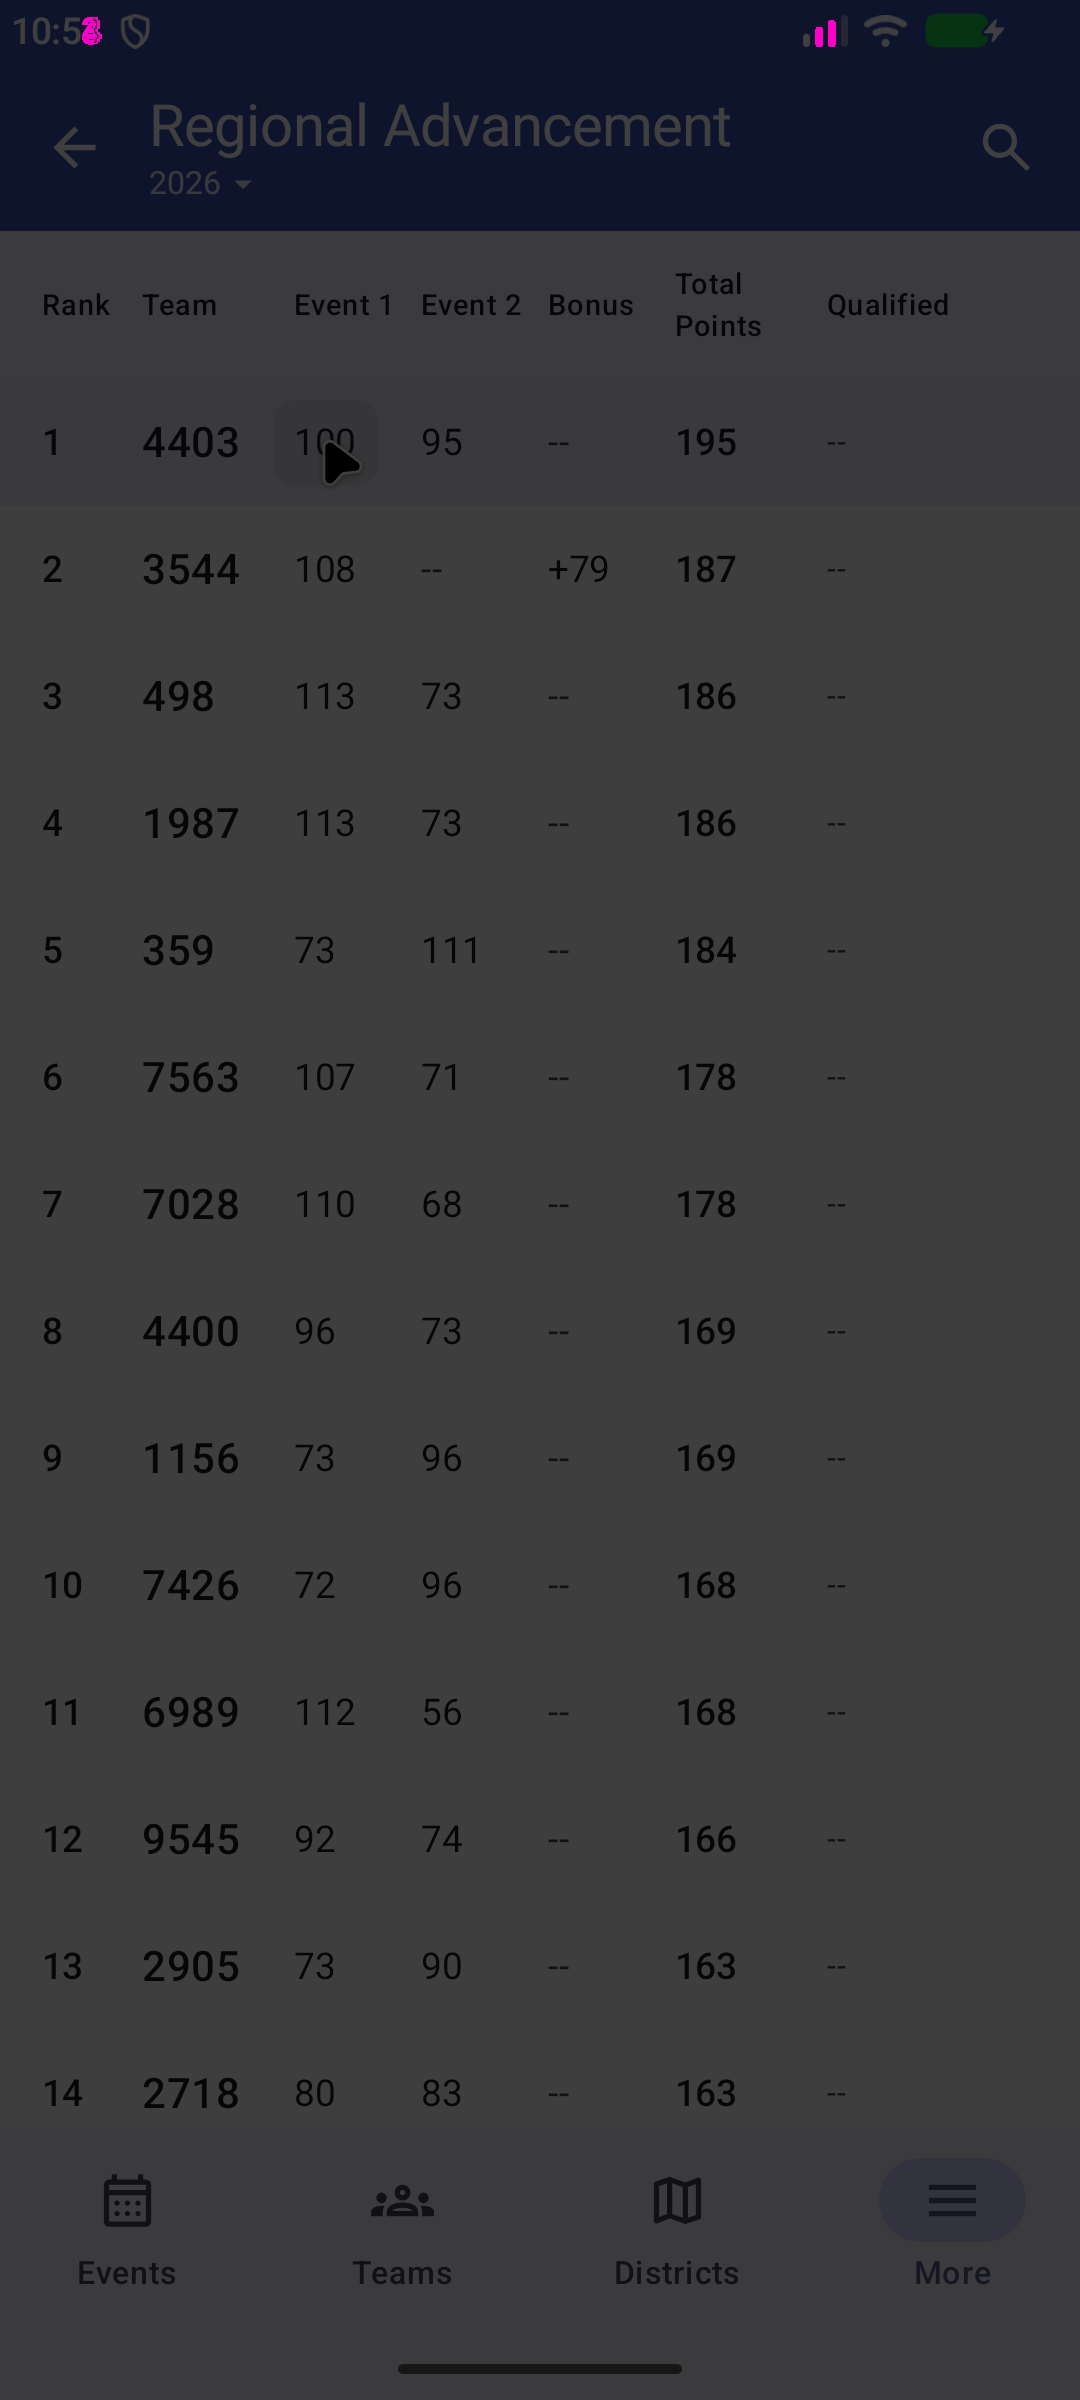 Regional Advancement
2026
Rank Team Event 1 Event 2 Bonus Total Points Qualified
1 4403 100 95 -- 195 --
2 3544 108 -- +79 187 --
3 498 113 73 -- 186 --
4 1987 113 73 -- 186 --
5 359 73 111 -- 184 --
6 7563 107 71 -- 178 --
7 7028 110 68 -- 178 --
8 4400 96 73 -- 169 --
9 1156 73 96 -- 169 --
10 7426 72 96 -- 168 --
11 6989 112 56 -- 168 --
12 9545 92 74 -- 166 --
13 2905 73 90 -- 163 --
14 2718 80 83 -- 163 --
Events Teams Districts More